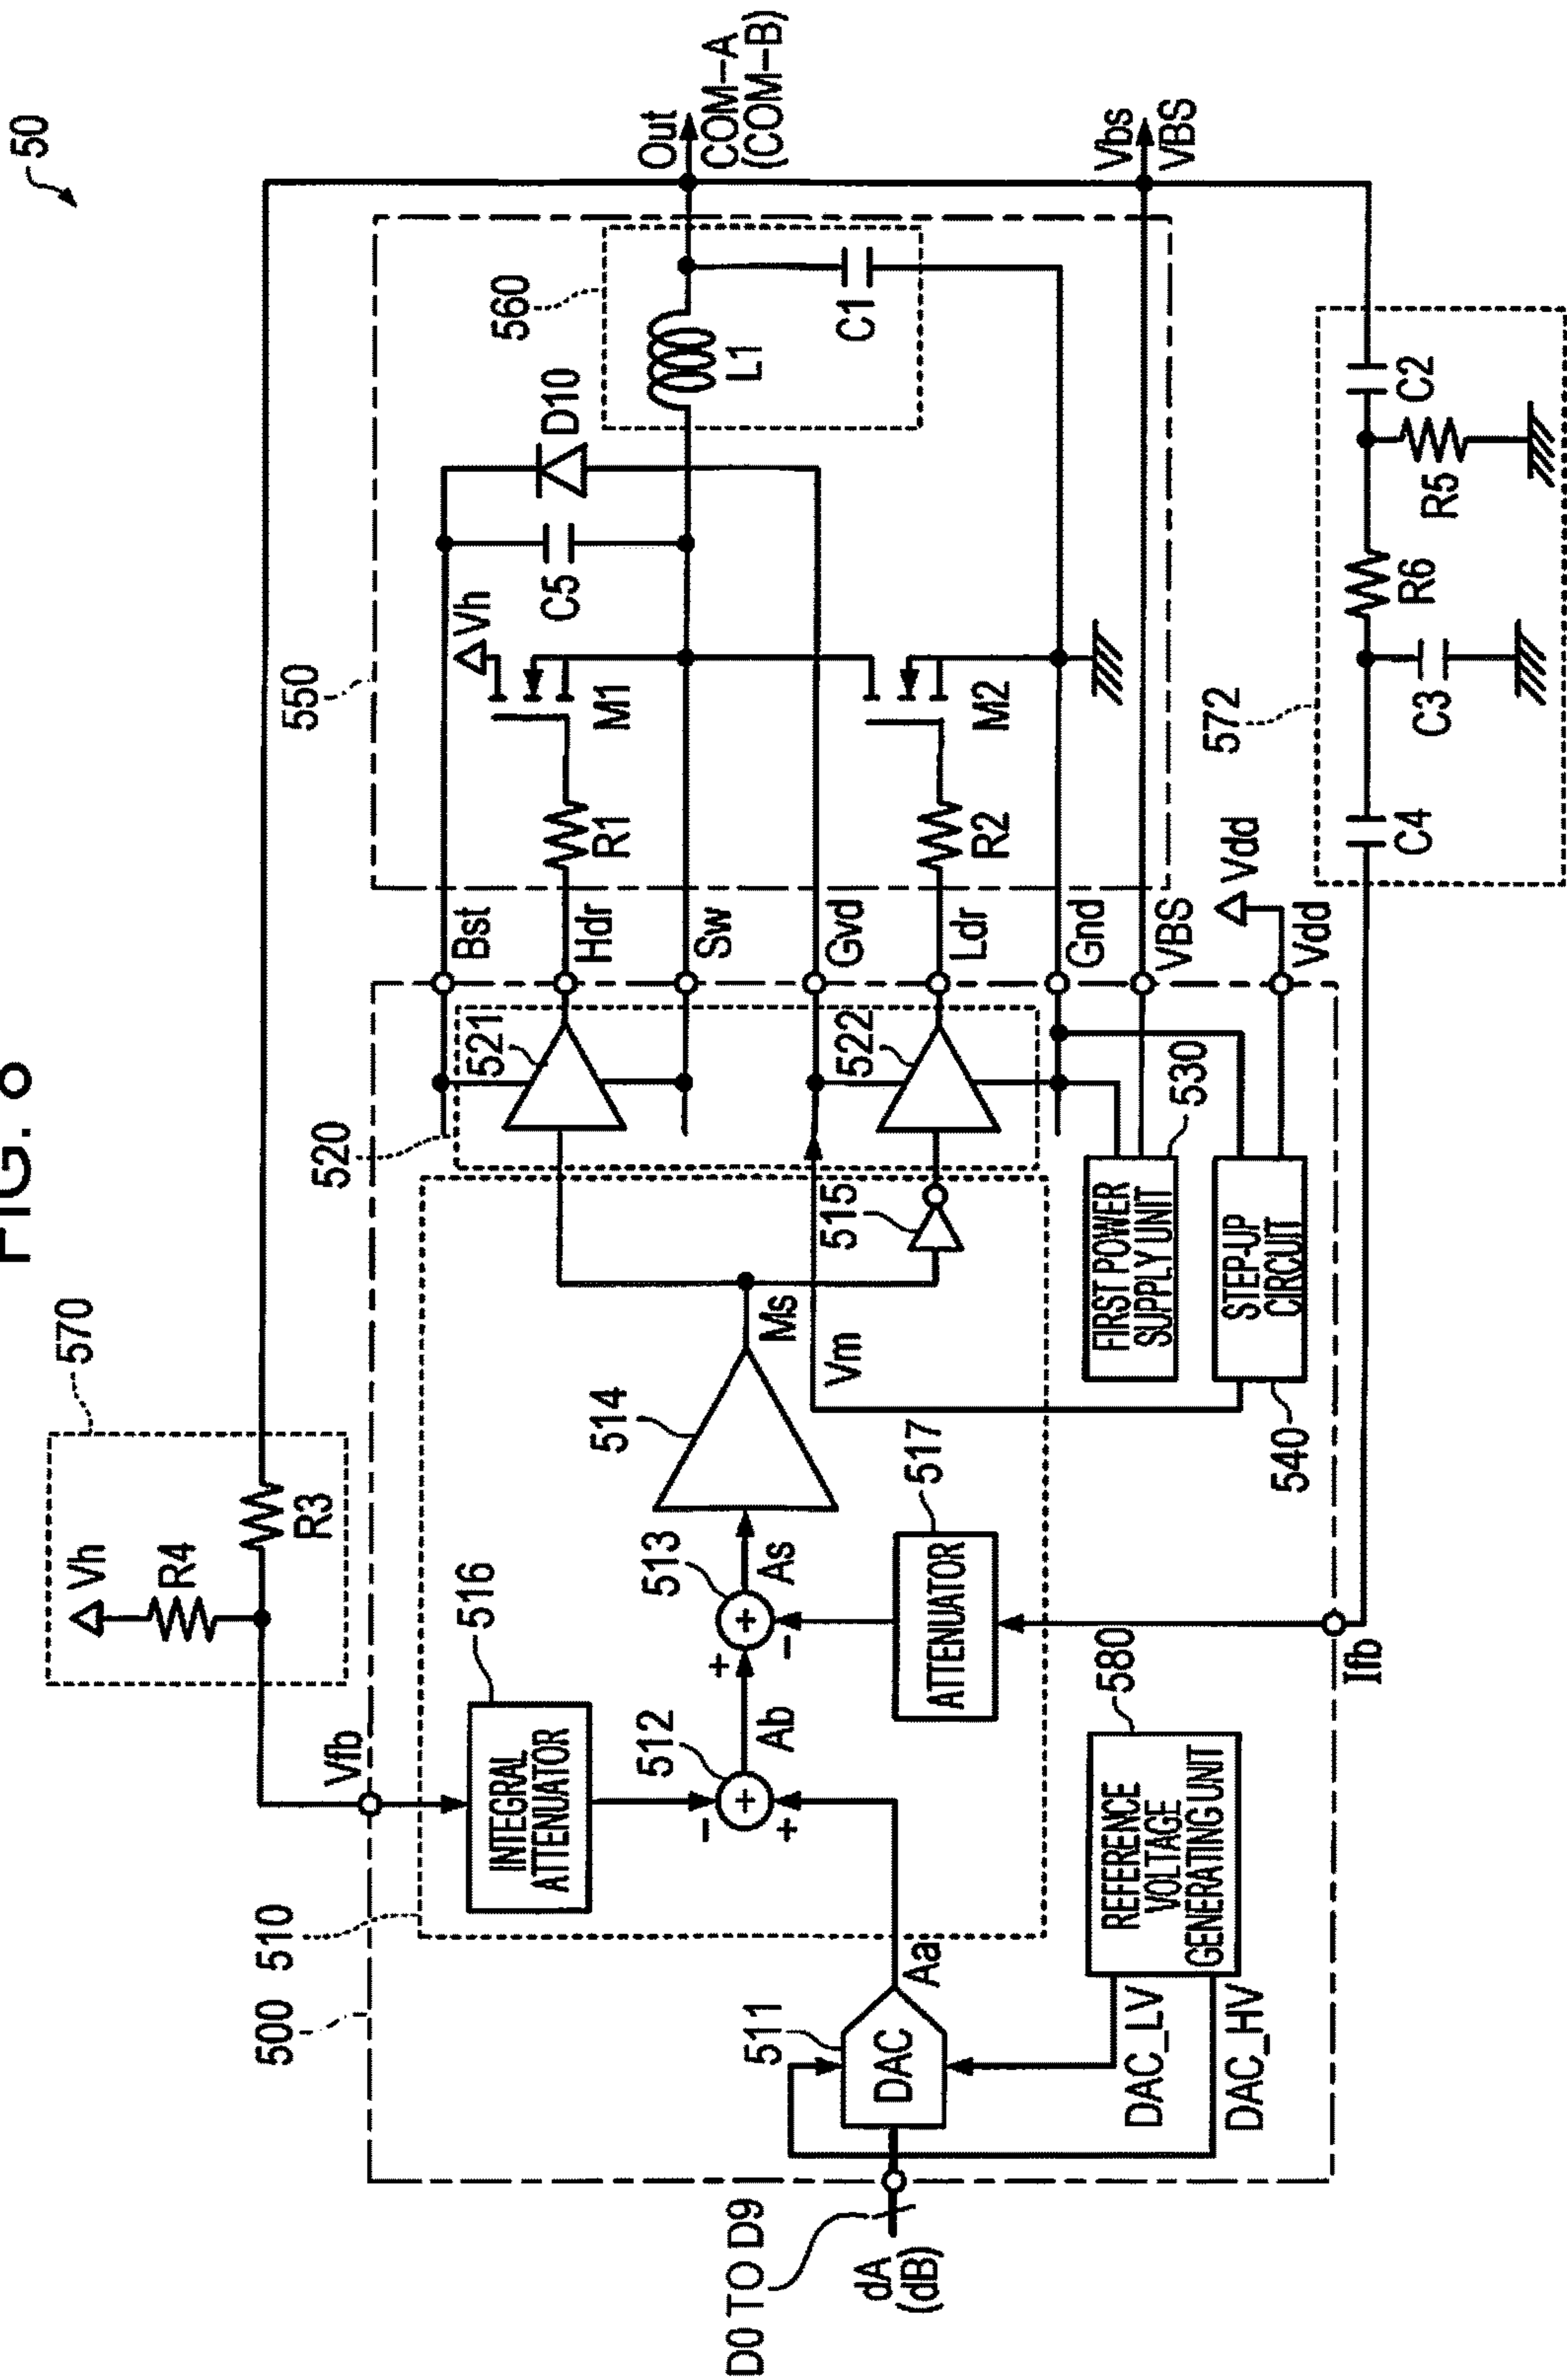 FIG. 8
50
570
Vh
R4
R3
Vfb
500
510
516
INTEGRAL
ATTENUATOR
512
Ab
513
As
514
Ms
Vm
517
ATTENUATOR
515
520
521
522
Bst
Hdr
Sw
Gvd
Ldr
Gnd
VBS
Vdd
Vdd
550
Vh
R1
M1
R2
M2
C5
D10
560
L1
C1
Out
COM-A
(COM-B)
Vbs
VBS
530
FIRST POWER
SUPPLY UNIT
STEP-UP
CIRCUIT
540
D0 TO D9
dA
(dB)
511
DAC
Aa
DAC_LV
DAC_HV
580
REFERENCE
VOLTAGE
GENERATING UNIT
Ifb
572
C4
C3
R6
R5
C2